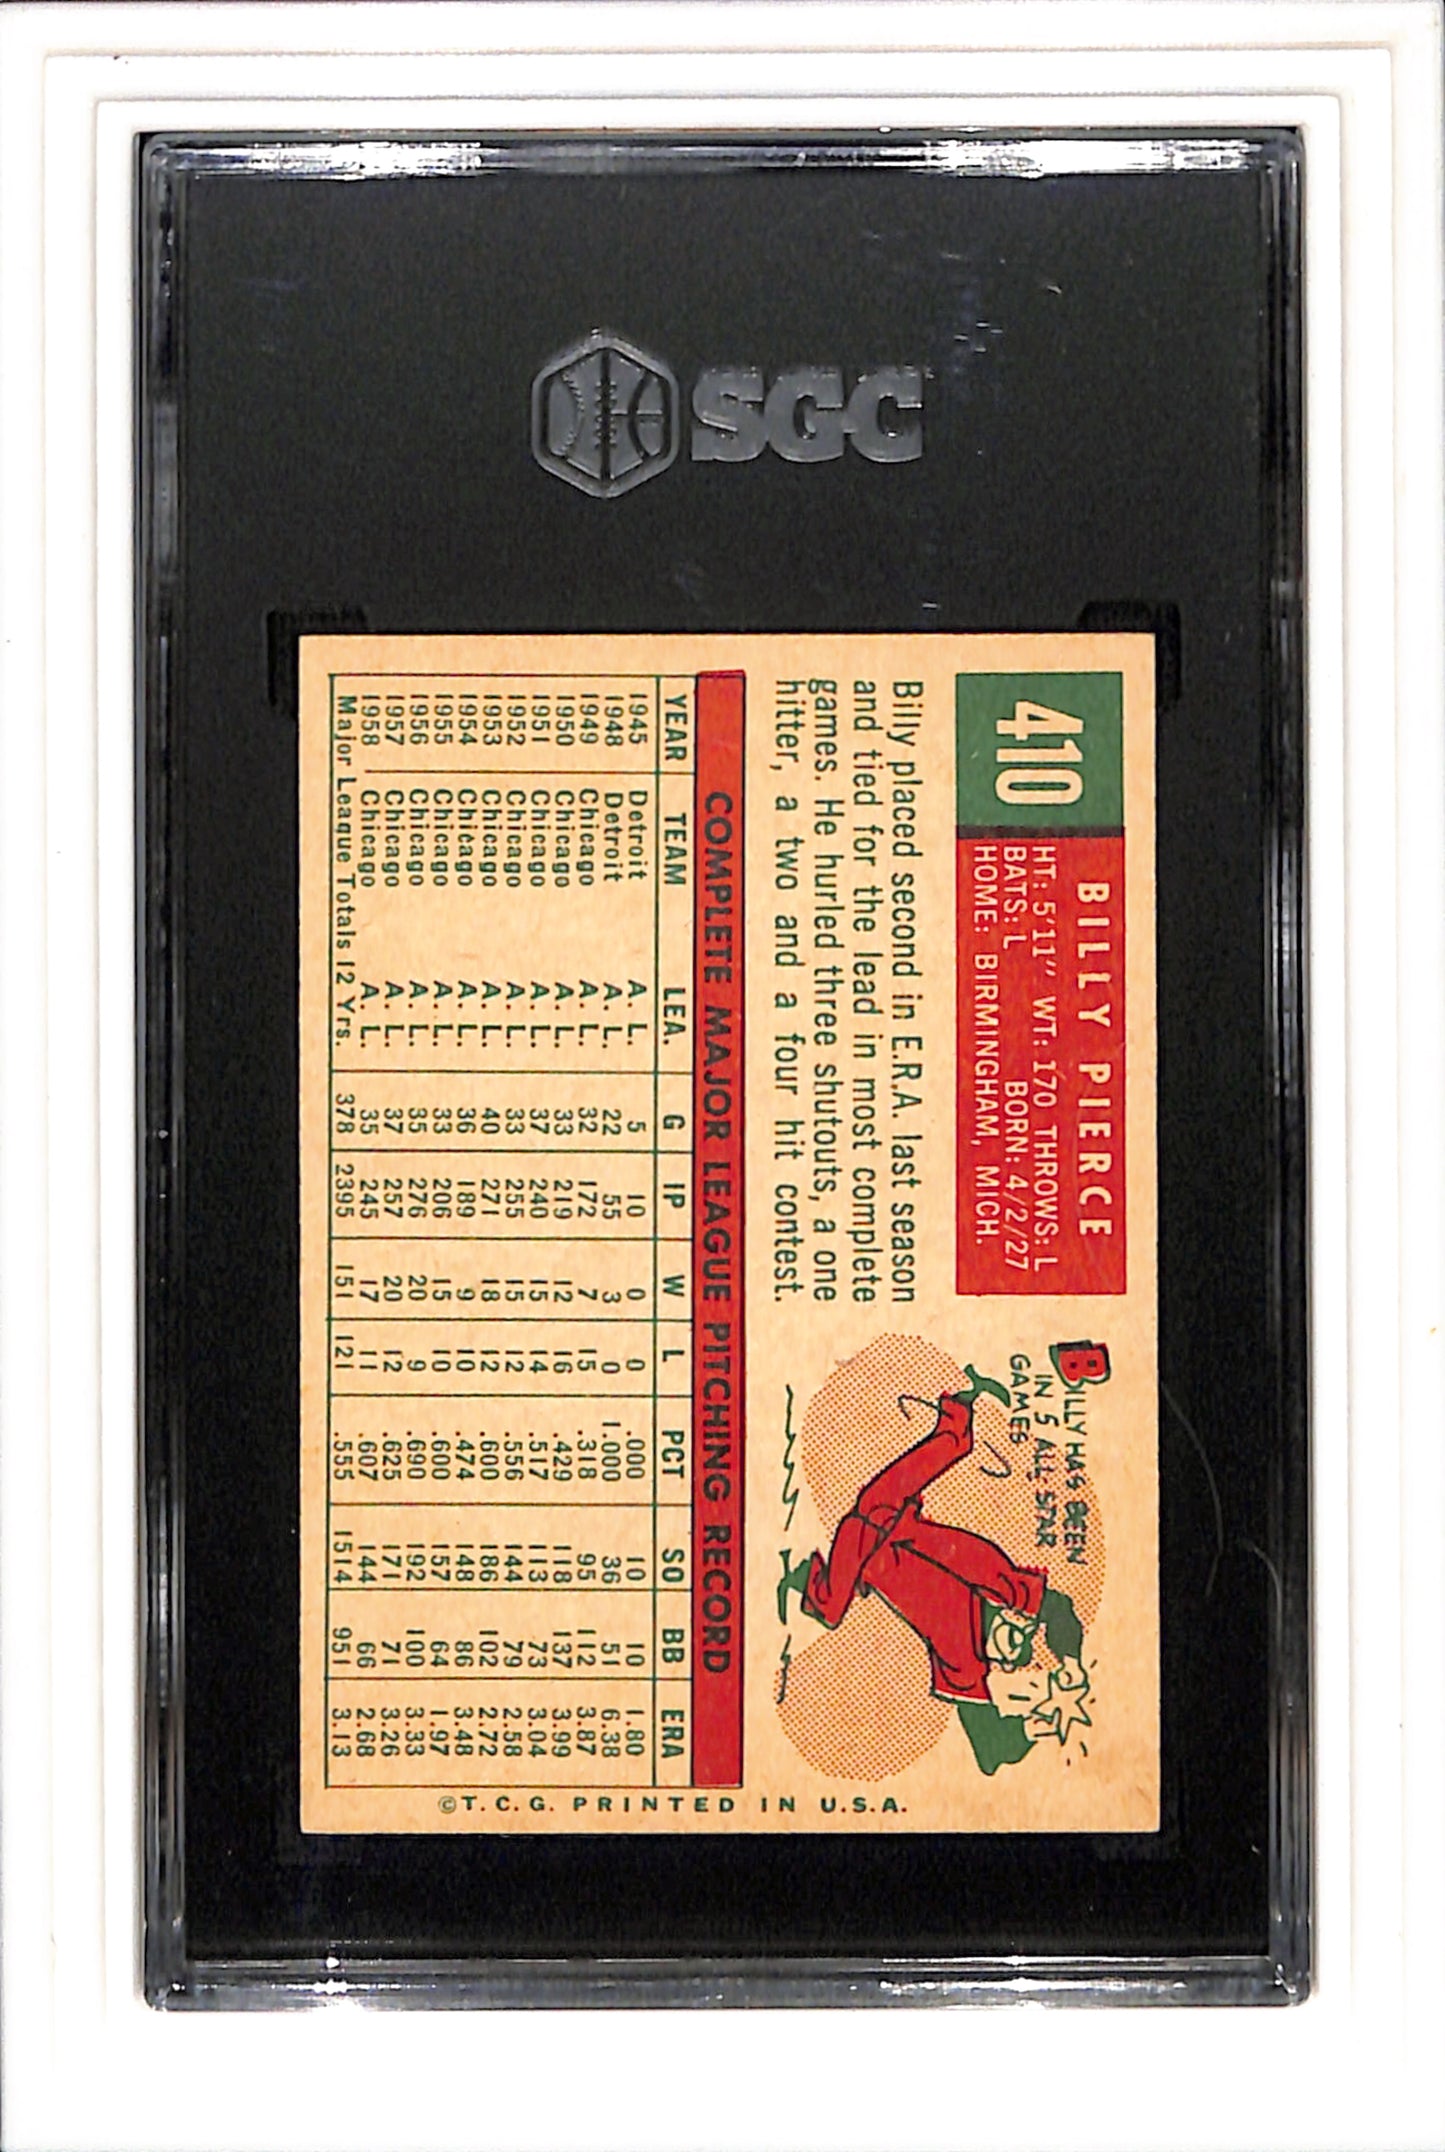 SGC
410
BILLY PIERCE
HT: 5'11" WT: 170 THROWS: L
BATS: L BORN: 4/2/27
HOME: BIRMINGHAM, MICH.
BILLY HAS BEEN
IN 5 ALL STAR
GAMES
Billy placed second in E.R.A. last season
and tied for the lead in most complete
games. He hurled three shutouts, a one
hitter, a two and a four hit contest.
COMPLETE MAJOR LEAGUE PITCHING RECORD
YEAR TEAM LEA. G IP W L PCT SO BB ERA
1945 Detroit A. L. 5 10 0 0 .000 10 10 1.80
1948 Detroit A. L. 22 55 3 0 1.000 36 51 6.38
1949 Chicago A. L. 32 172 7 15 .318 95 112 3.87
1950 Chicago A. L. 33 219 12 16 .429 118 137 3.99
1951 Chicago A. L. 37 240 15 14 .517 113 73 3.04
1952 Chicago A. L. 33 255 15 12 .556 144 79 2.58
1953 Chicago A. L. 40 271 18 12 .600 186 102 2.72
1954 Chicago A. L. 36 189 9 10 .474 148 86 3.48
1955 Chicago A. L. 33 206 15 10 .600 157 64 1.97
1956 Chicago A. L. 35 276 20 9 .690 192 100 3.33
1957 Chicago A. L. 37 257 20 12 .625 171 71 3.26
1958 Chicago A. L. 35 245 17 11 .607 144 66 2.68
Major League Totals 12 Yrs. 378 2395 151 121 .555 1514 951 3.13
©T.C.G. PRINTED IN U.S.A.